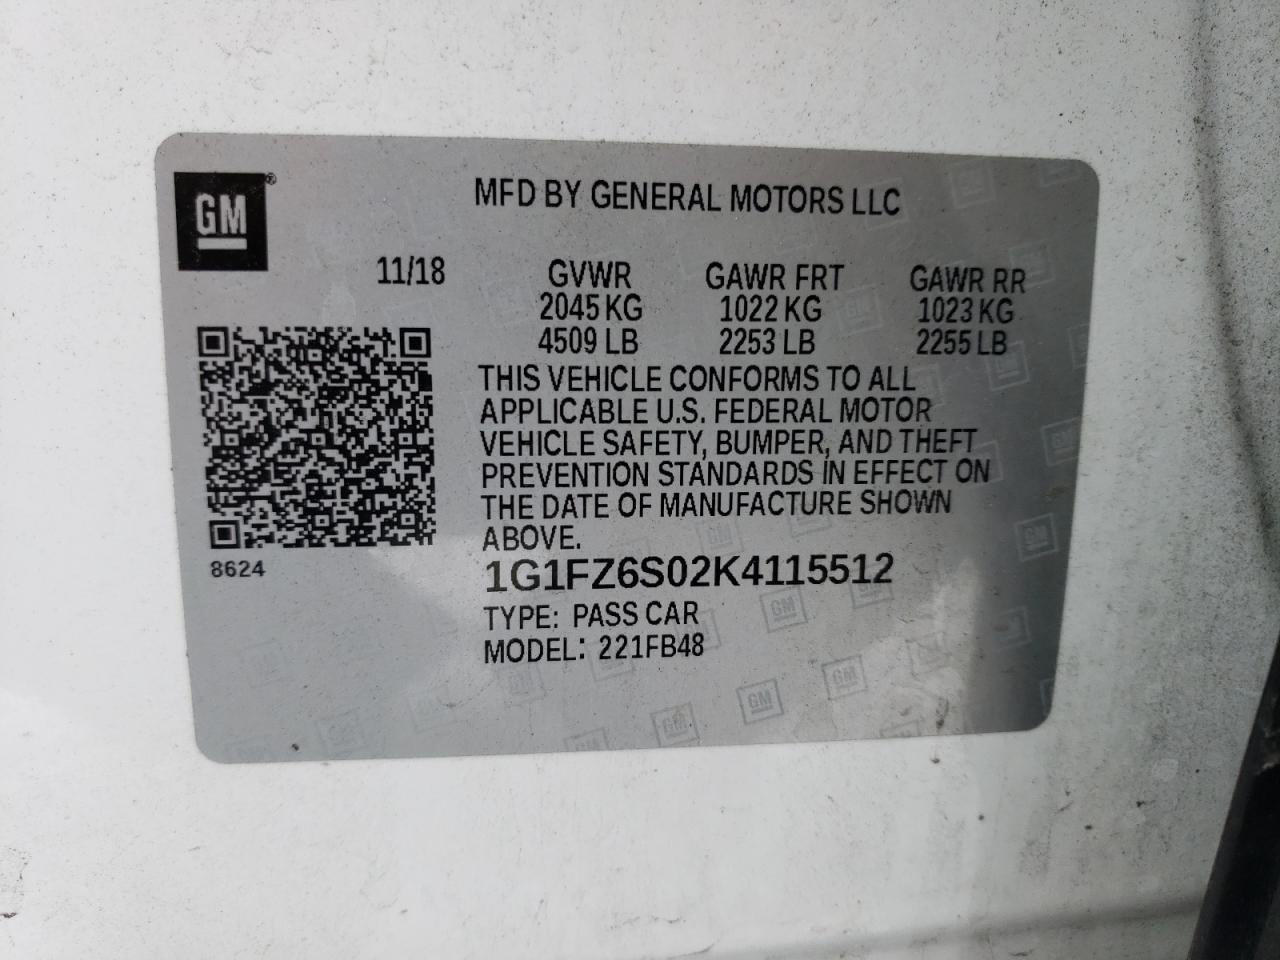 GM®
MFD BY GENERAL MOTORS LLC
11/18
GVWR GAWR FRT GAWR RR
2045 KG 1022 KG 1023 KG
4509 LB 2253 LB 2255 LB
THIS VEHICLE CONFORMS TO ALL
APPLICABLE U.S. FEDERAL MOTOR
VEHICLE SAFETY, BUMPER, AND THEFT
PREVENTION STANDARDS IN EFFECT ON
THE DATE OF MANUFACTURE SHOWN
ABOVE.
8624
1G1FZ6S02K4115512
TYPE: PASS CAR
MODEL: 221FB48